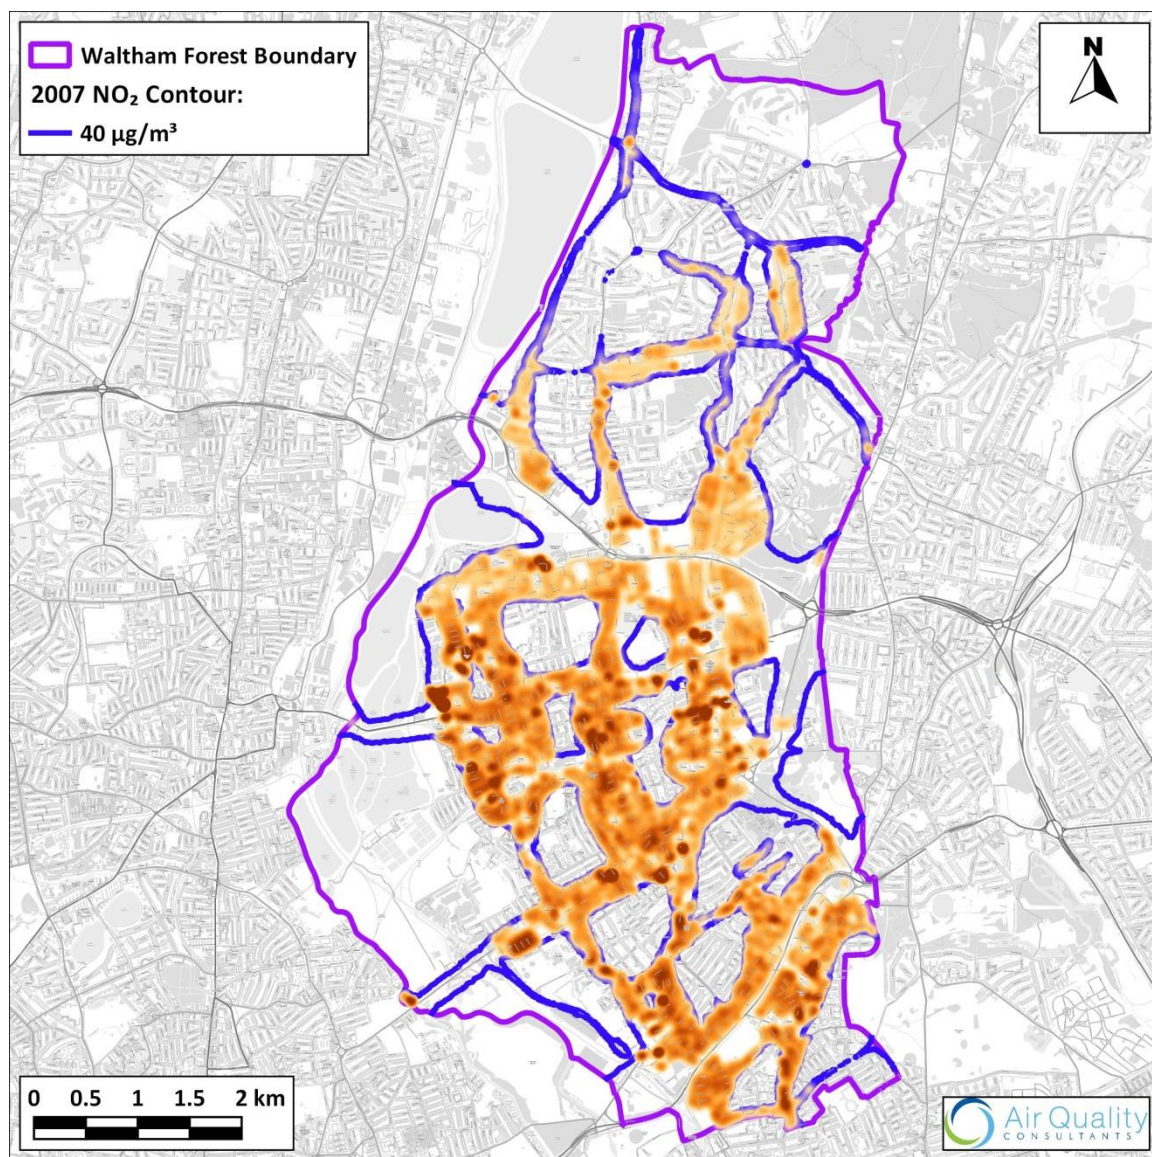 Waltham Forest Boundary
2007 NO₂ Contour:
40 µg/m³
N
0 0.5 1 1.5 2 km
Air Quality
CONSULTANTS